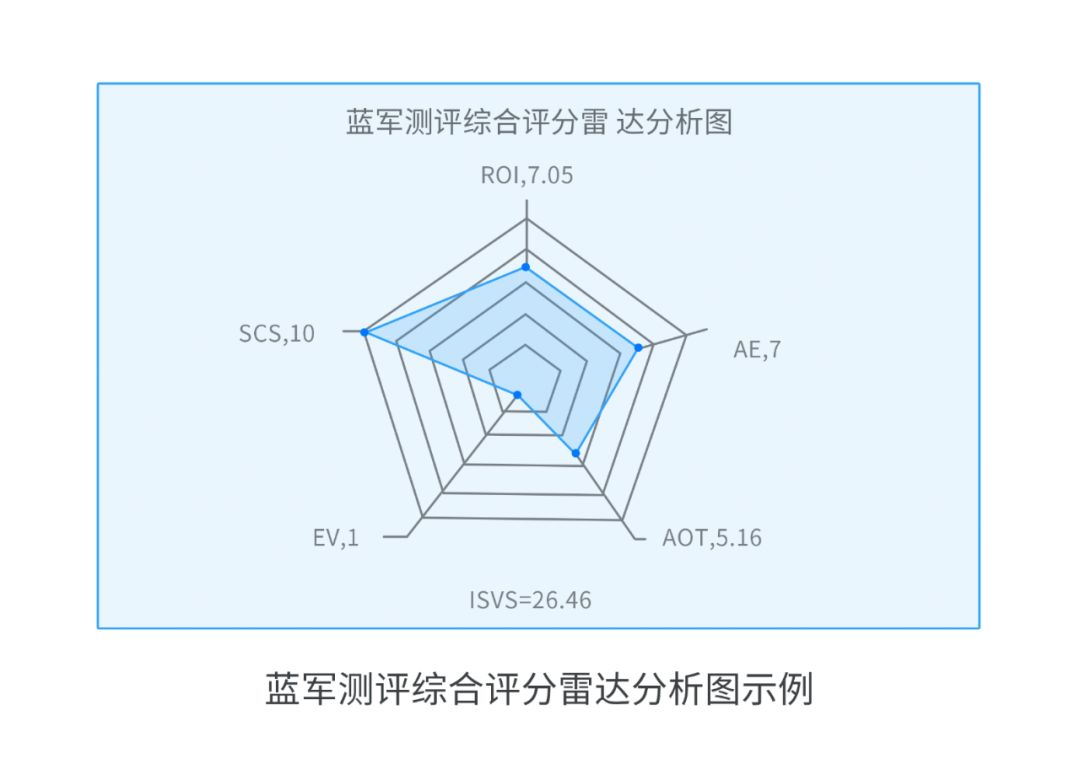 蓝军测评综合评分雷 达分析图
ROI,7.05
SCS,10
AE,7
EV,1
AOT,5.16
ISVS=26.46
蓝军测评综合评分雷达分析图示例